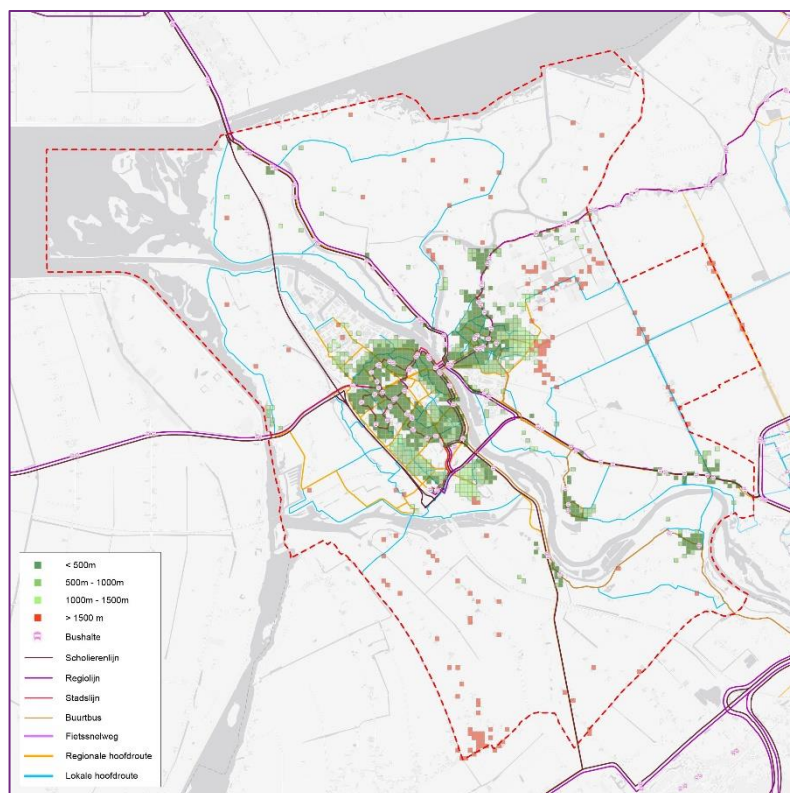 < 500m
500m - 1000m
1000m - 1500m
> 1500 m
Bushalte
Scholierenlijn
Regiolijn
Stadslijn
Buurtbus
Fietssnelweg
Regionale hoofdroute
Lokale hoofdroute